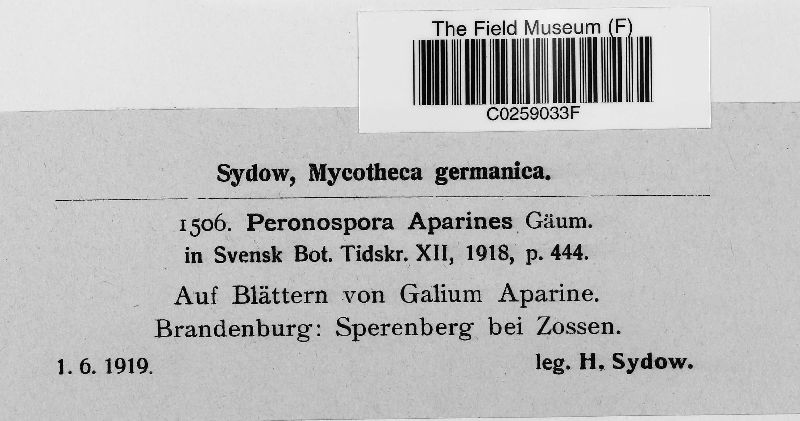 The Field Museum (F)
C0259033F
Sydow, Mycotheca germanica.
1506. Peronospora Aparines Gäum.
in Svensk Bot. Tidskr. XII, 1918, p. 444.
Auf Blättern von Galium Aparine.
Brandenburg: Sperenberg bei Zossen.
1. 6. 1919. leg. H. Sydow.